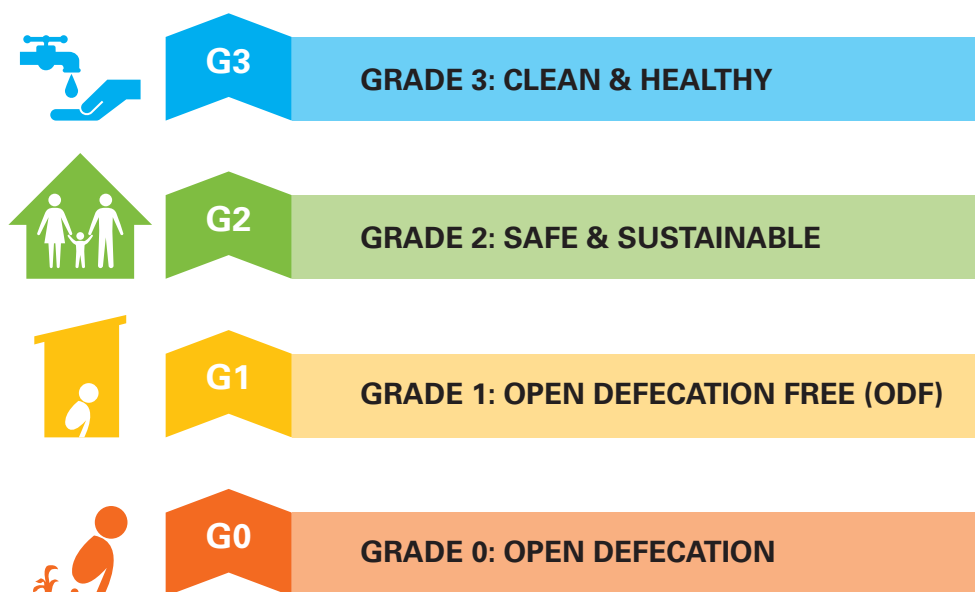 G3
GRADE 3: CLEAN & HEALTHY
G2
GRADE 2: SAFE & SUSTAINABLE
G1
GRADE 1: OPEN DEFECATION FREE (ODF)
G0
GRADE 0: OPEN DEFECATION